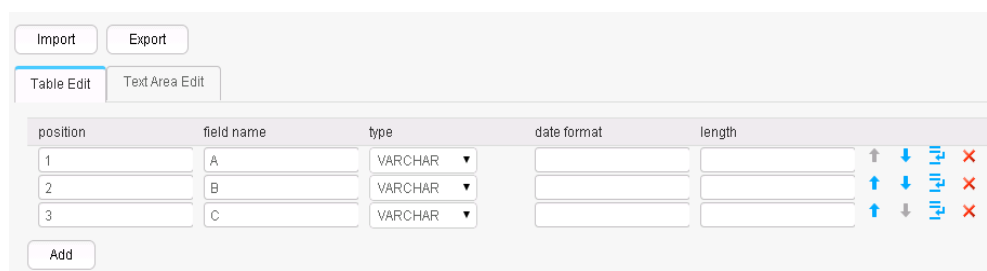 Import Export
Table Edit Text Area Edit
position field name type date format length
1 A VARCHAR
2 B VARCHAR
3 C VARCHAR
Add